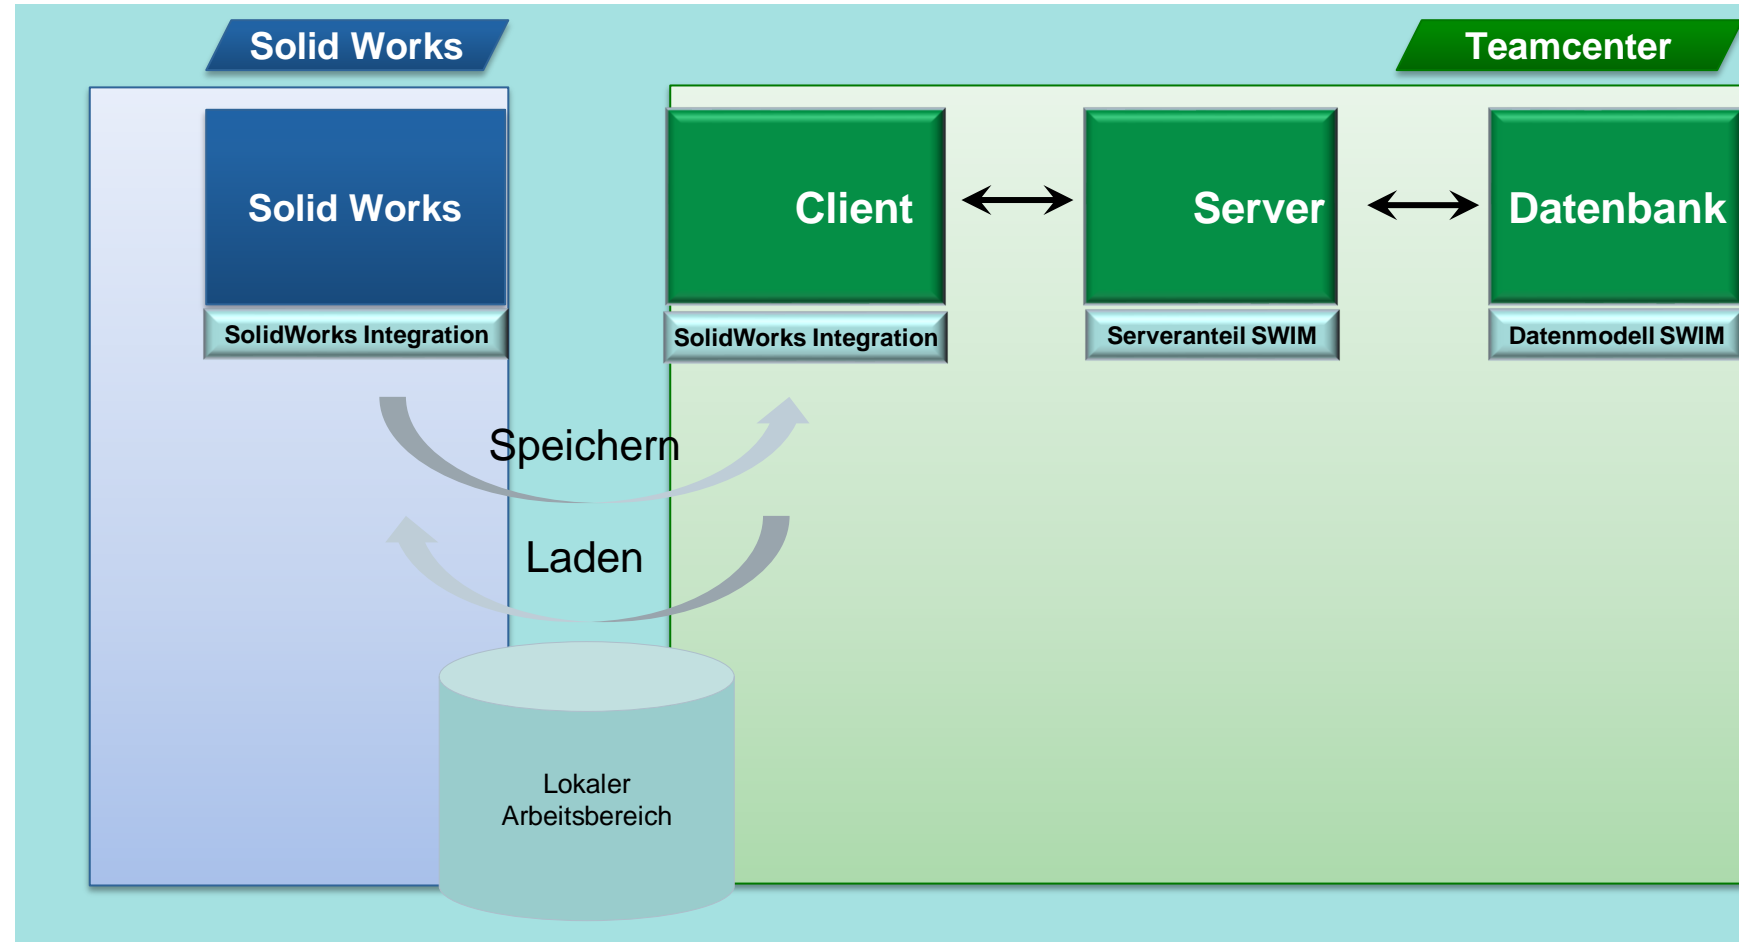 Solid Works
Teamcenter
Solid Works
Client
Server
Datenbank
SolidWorks Integration
SolidWorks Integration
Serveranteil SWIM
Datenmodell SWIM
Speichern
Laden
Lokaler
Arbeitsbereich